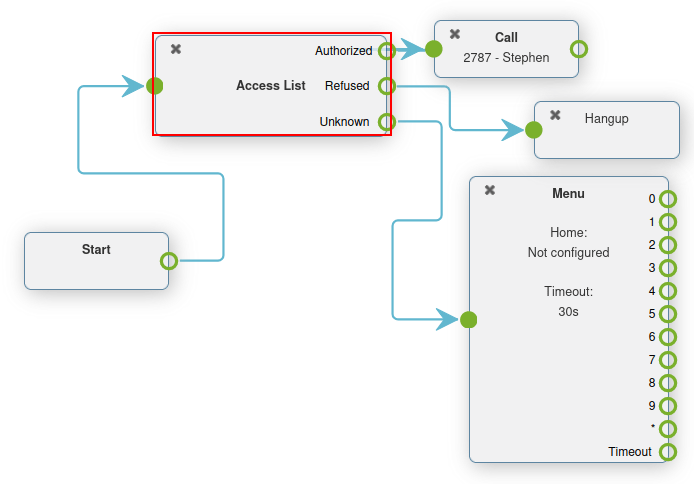 Authorized
Access List
Refused
Unknown
Call
2787 - Stephen
Hangup
Start
Menu
Home:
Not configured
Timeout:
30s
0
1
2
3
4
5
6
7
8
9
*
Timeout